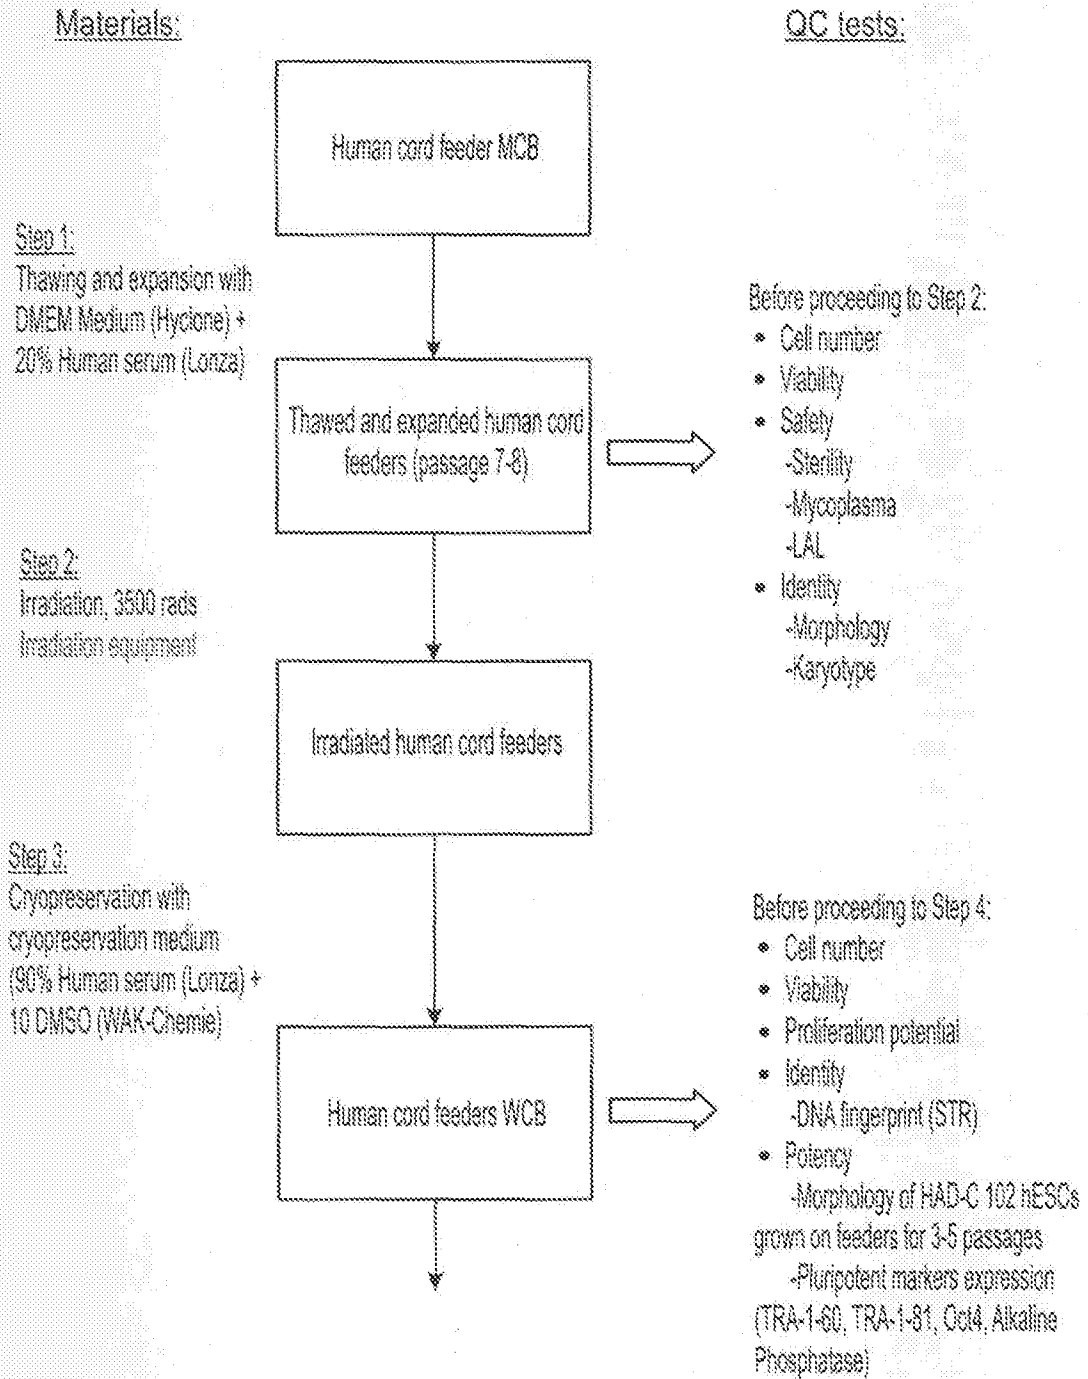 Materials:
QC tests:
Human cord feeder MCB
Step 1:
Thawing and expansion with
DMEM Medium (Hyclone) +
20% Human serum (Lonza)
Thawed and expanded human cord
feeders (passage 7-8)
Before proceeding to Step 2:
• Cell number
• Viability
• Safety
-Sterility
-Mycoplasma
-LAL
• Identity
-Morphology
-Karyotype
Step 2:
Irradiation, 3500 rads
Irradiation equipment
Irradiated human cord feeders
Step 3:
Cryopreservation with
cryopreservation medium
(90% Human serum (Lonza) +
10 DMSO (WAK-Chemie)
Human cord feeders WCB
Before proceeding to Step 4:
• Cell number
• Viability
• Proliferation potential
• Identity
-DNA fingerprint (STR)
• Potency
-Morphology of HAD-C 102 hESCs
grown on feeders for 3-5 passages
-Pluripotent markers expression
(TRA-1-60, TRA-1-81, Oct4, Alkaline
Phosphatase)